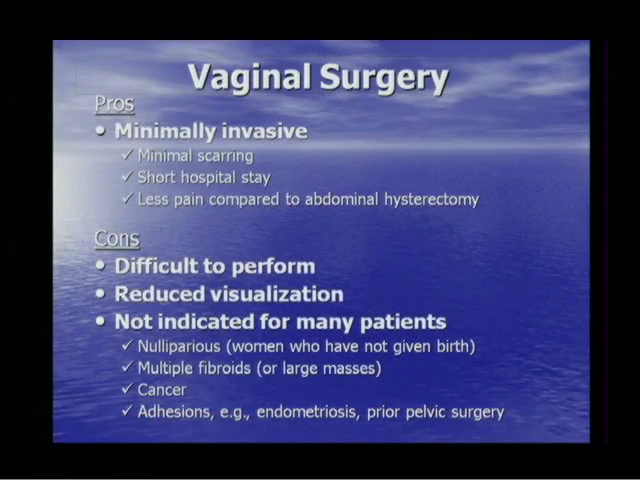 Vaginal Surgery
Pros
• Minimally invasive
✓ Minimal scarring
✓ Short hospital stay
✓ Less pain compared to abdominal hysterectomy
Cons
• Difficult to perform
• Reduced visualization
• Not indicated for many patients
✓ Nulliparious (women who have not given birth)
✓ Multiple fibroids (or large masses)
✓ Cancer
✓ Adhesions, e.g., endometriosis, prior pelvic surgery